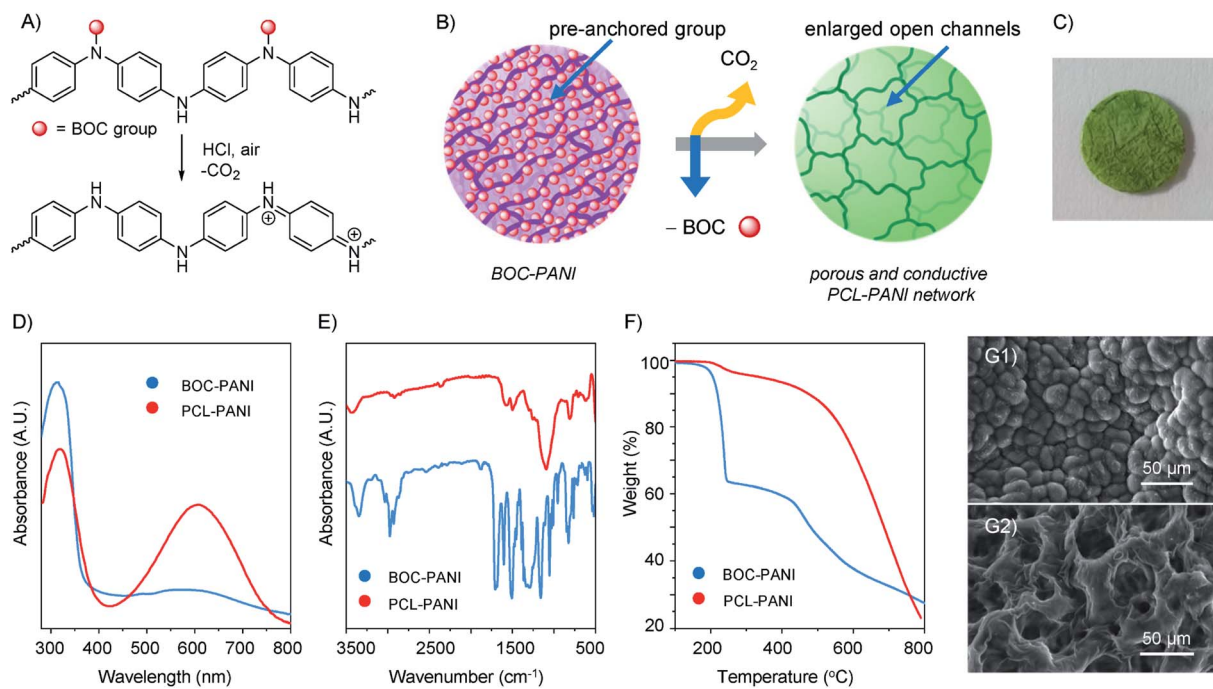 A)
BOC group
N
N
N
H
N
H
= BOC group
HCl, air
-CO₂
H
N
H
N
⊕
N
H
N
H
⊕
B)
pre-anchored group
enlarged open channels
CO₂
– BOC
BOC-PANI
porous and conductive
PCL-PANI network
C)
D)
BOC-PANI
PCL-PANI
Absorbance (A.U.)
300 400 500 600 700 800
Wavelength (nm)
E)
BOC-PANI
PCL-PANI
Absorbance (A.U.)
3500 2500 1500 500
Wavenumber (cm⁻¹)
F)
100
80
60
40
20
Weight (%)
BOC-PANI
PCL-PANI
200 400 600 800
Temperature (°C)
G1)
50 µm
G2)
50 µm